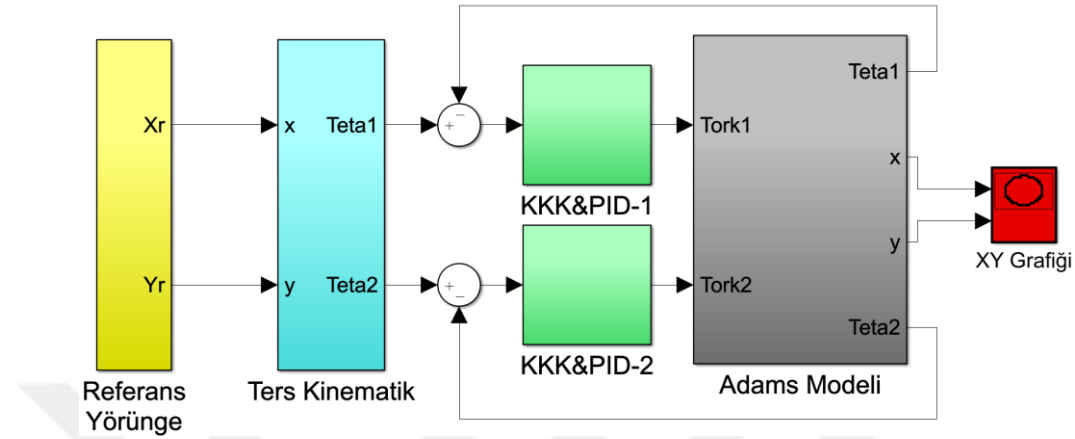 Xr
Yr
Referans
Yörünge
x
Teta1
y
Teta2
Ters Kinematik
KKK&PID-1
KKK&PID-2
Tork1
Tork2
Teta1
x
y
Teta2
Adams Modeli
XY Grafiği